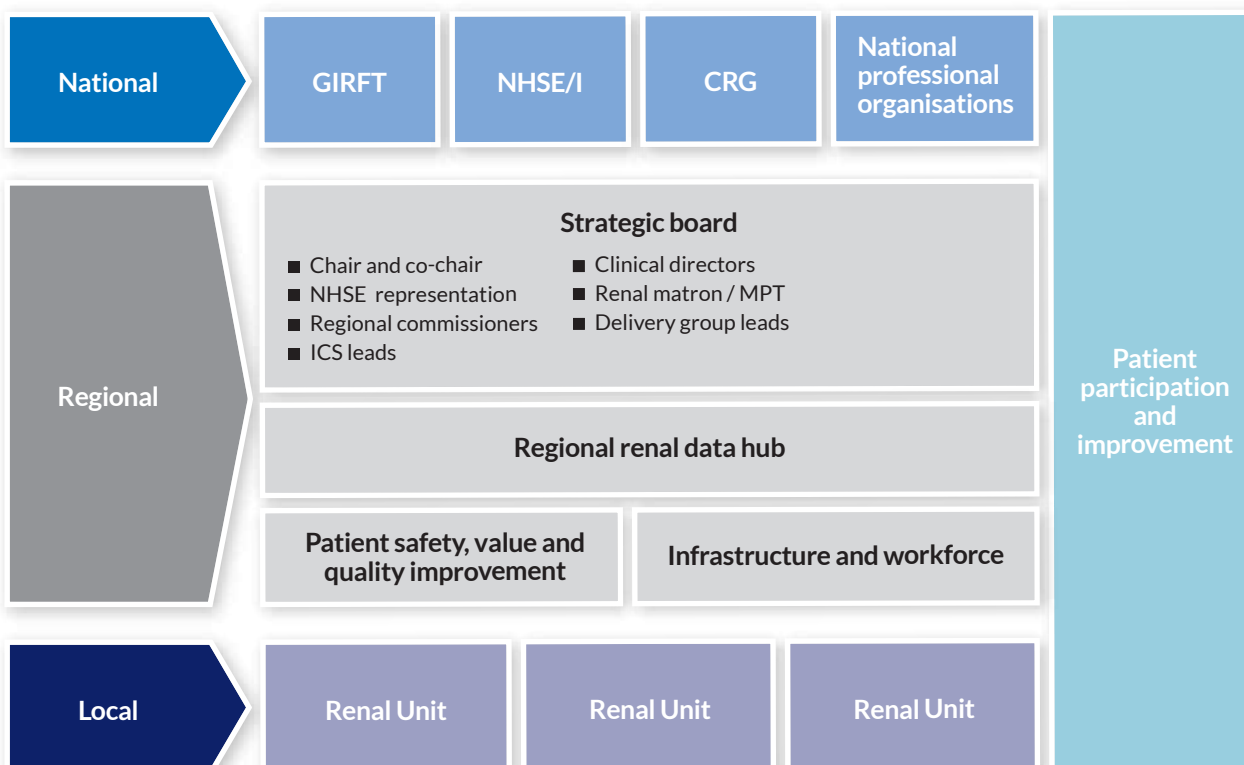 National
GIRFT
NHSE/I
CRG
National
professional
organisations
Regional
Strategic board
■ Chair and co-chair
■ NHSE representation
■ Regional commissioners
■ ICS leads
■ Clinical directors
■ Renal matron / MPT
■ Delivery group leads
Regional renal data hub
Patient safety, value and
quality improvement
Infrastructure and workforce
Local
Renal Unit
Renal Unit
Renal Unit
Patient
participation
and
improvement